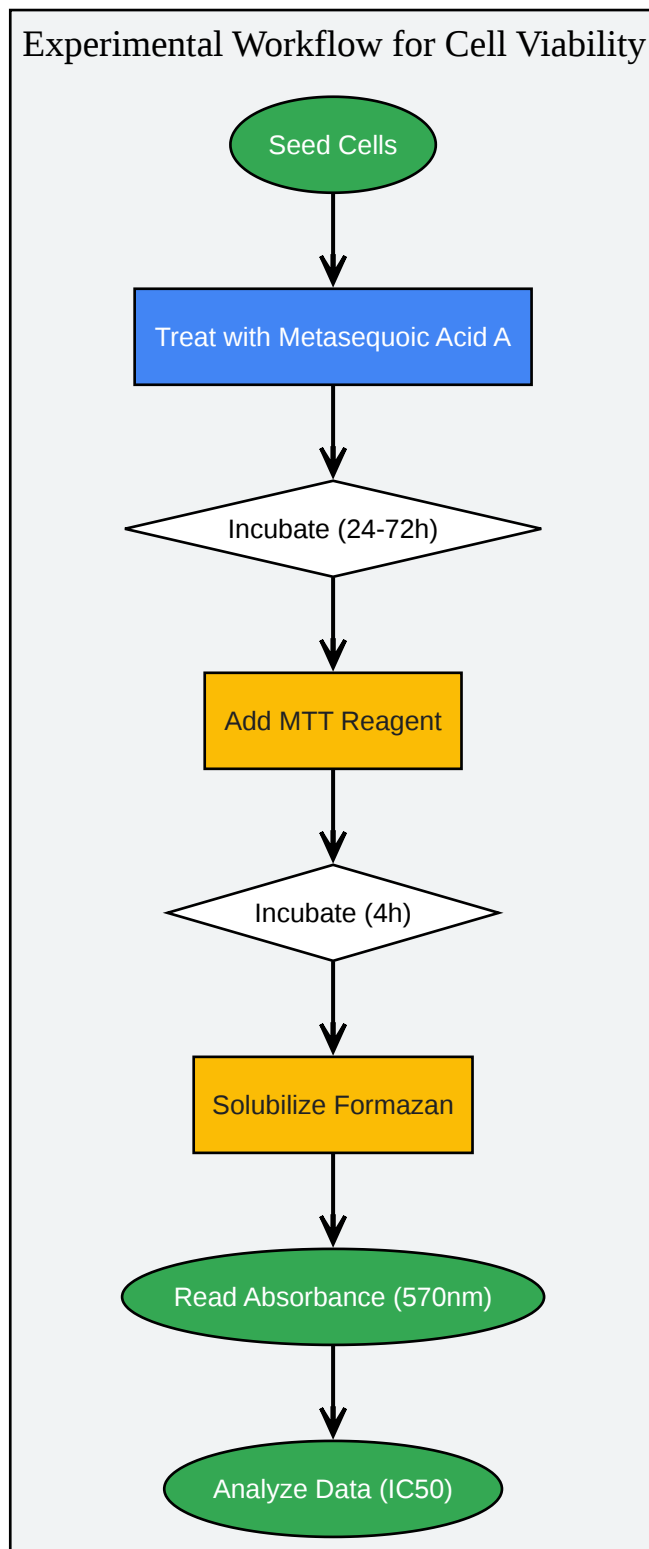 Experimental Workflow for Cell Viability
Seed Cells
Treat with Metasequoic Acid A
Incubate (24-72h)
Add MTT Reagent
Incubate (4h)
Solubilize Formazan
Read Absorbance (570nm)
Analyze Data (IC50)